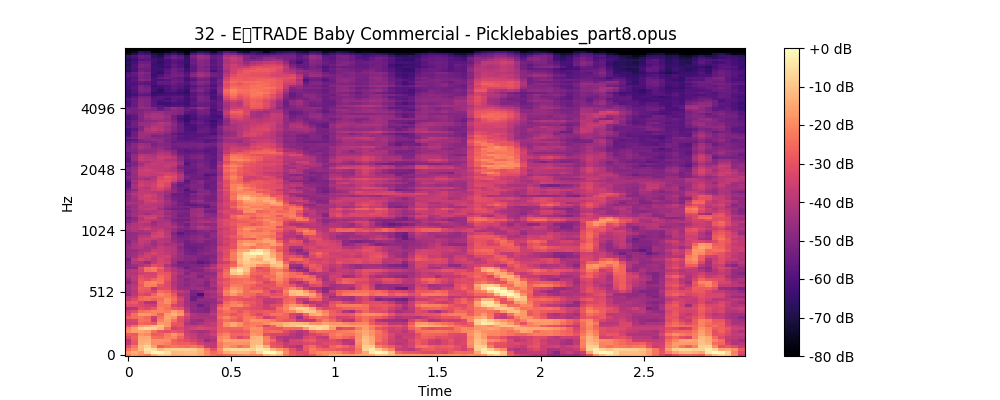 32 - E▯TRADE Baby Commercial - Picklebabies_part8.opus
+0 dB
-10 dB
-20 dB
-30 dB
-40 dB
-50 dB
-60 dB
-70 dB
-80 dB
4096
2048
1024
512
0
Hz
0
0.5
1
1.5
2
2.5
Time